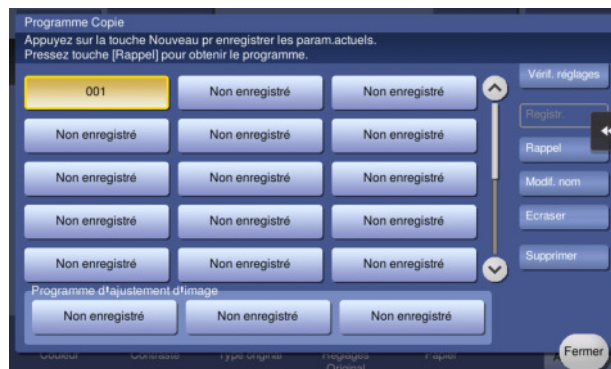 Programme Copie
Appuyez sur la touche Nouveau pr enregistrer les param.actuels.
Pressez touche [Rappel] pour obtenir le programme.
001 Non enregistré Non enregistré
Non enregistré Non enregistré Non enregistré
Non enregistré Non enregistré Non enregistré
Non enregistré Non enregistré Non enregistré
Non enregistré Non enregistré Non enregistré
Programme d'ajustement d'image
Non enregistré Non enregistré Non enregistré
Vérif. réglages
Registr.
Rappel
Modif. nom
Ecraser
Supprimer
Fermer
Couleur Contraste Type original Réglages Papier
Original